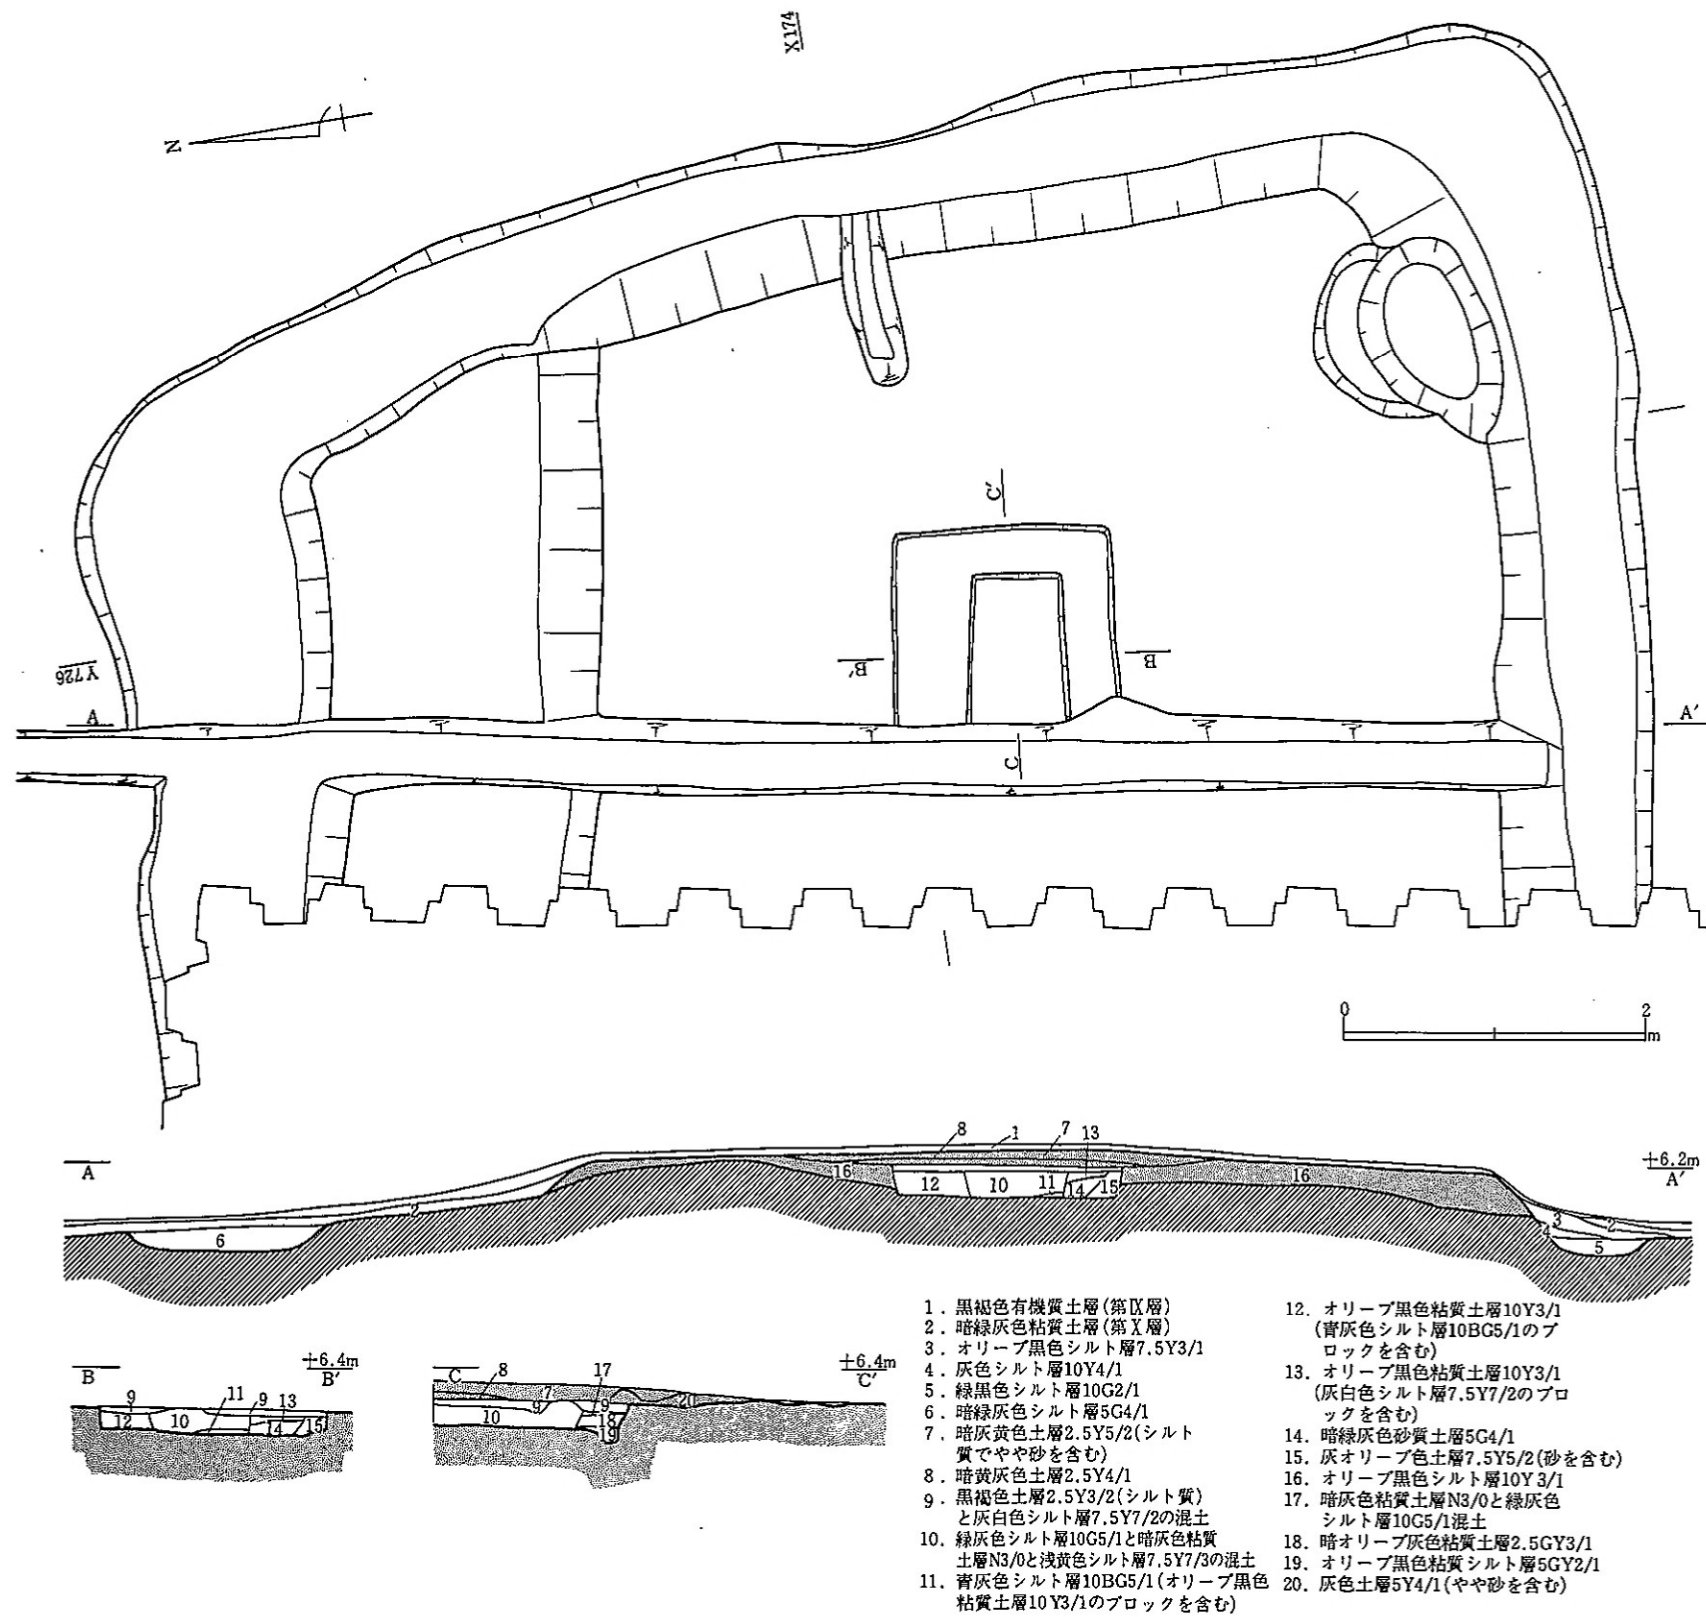 X174
N
C′
Y726
B′
B
A
A′
C
0 2
m
8 1 7 13
A
+6.2m
A′
16
12 10 11 14 15
16
2
6
3 2
4
5
B
+6.4m
B′
9 11 9 13
12 10 14 15
C
8 17
+6.4m
C′
7
20
10 9 9
18
19
1. 黒褐色有機質土層(第Ⅸ層)
2. 暗緑灰色粘質土層(第Ⅹ層)
3. オリーブ黒色シルト層7.5Y3/1
4. 灰色シルト層10Y4/1
5. 緑黒色シルト層10G2/1
6. 暗緑灰色シルト層5G4/1
7. 暗灰黄色土層2.5Y5/2(シルト
質でやや砂を含む)
8. 暗黄灰色土層2.5Y4/1
9. 黒褐色土層2.5Y3/2(シルト質)
と灰白色シルト層7.5Y7/2の混土
10. 緑灰色シルト層10G5/1と暗灰色粘質
土層N3/0と浅黄色シルト層7.5Y7/3の混土
11. 青灰色シルト層10BG5/1(オリーブ黒色
粘質土層10Y3/1のブロックを含む)
12. オリーブ黒色粘質土層10Y3/1
(青灰色シルト層10BG5/1のブ
ロックを含む)
13. オリーブ黒色粘質土層10Y3/1
(灰白色シルト層7.5Y7/2のブロ
ックを含む)
14. 暗緑灰色砂質土層5G4/1
15. 灰オリーブ色土層7.5Y5/2(砂を含む)
16. オリーブ黒色シルト層10Y3/1
17. 暗灰色粘質土層N3/0と緑灰色
シルト層10G5/1混土
18. 暗オリーブ灰色粘質土層2.5GY3/1
19. オリーブ黒色粘質シルト層5GY2/1
20. 灰色土層5Y4/1(やや砂を含む)